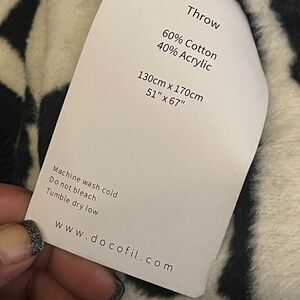 Throw
60% Cotton
40% Acrylic
130cm x 170cm
51" x 67"
Machine wash cold
Do not bleach
Tumble dry low
www.docofil.com